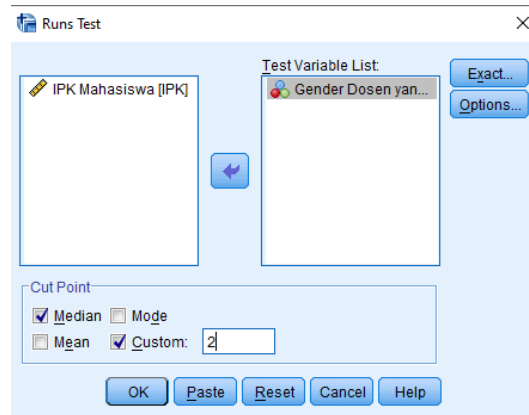 Runs Test
Test Variable List:
IPK Mahasiswa [IPK]
Gender Dosen yan...
Exact...
Options...
Cut Point
Median
Mode
Mean
Custom:
2
OK
Paste
Reset
Cancel
Help